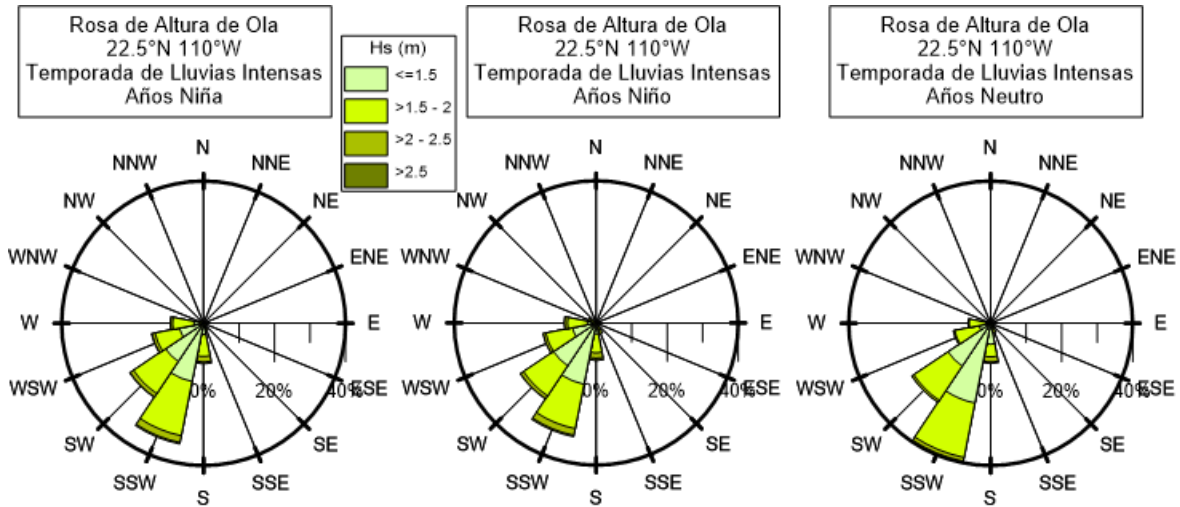 Rosa de Altura de Ola
22.5°N 110°W
Temporada de Lluvias Intensas
Años Niña
Hs (m)
<=1.5
>1.5 - 2
>2 - 2.5
>2.5
Rosa de Altura de Ola
22.5°N 110°W
Temporada de Lluvias Intensas
Años Niño
Rosa de Altura de Ola
22.5°N 110°W
Temporada de Lluvias Intensas
Años Neutro
N
NNE
NE
ENE
E
ESE
SE
SSE
S
SSW
SW
WSW
W
WNW
NW
NNW
0%
20%
40%
N
NNE
NE
ENE
E
ESE
SE
SSE
S
SSW
SW
WSW
W
WNW
NW
NNW
0%
20%
40%
N
NNE
NE
ENE
E
ESE
SE
SSE
S
SSW
SW
WSW
W
WNW
NW
NNW
0%
20%
40%